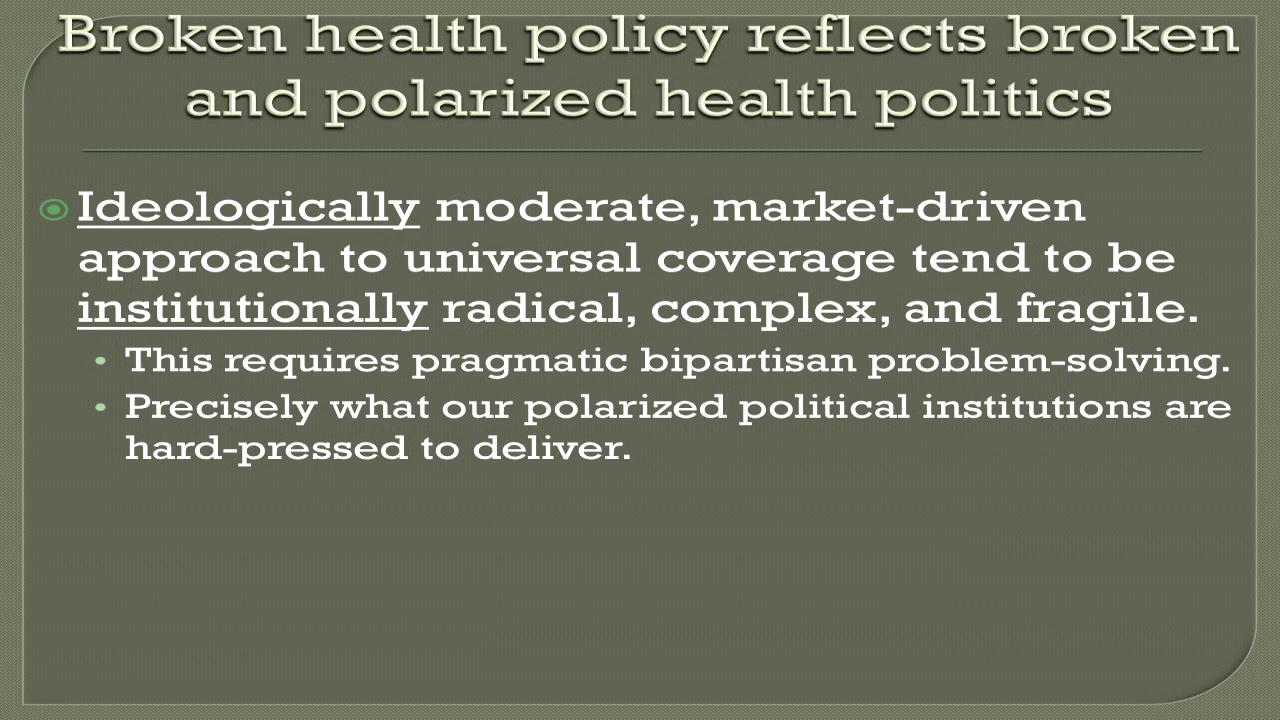 Broken health policy reflects broken
and polarized health politics
Ideologically moderate, market-driven
approach to universal coverage tend to be
institutionally radical, complex, and fragile.
This requires pragmatic bipartisan problem-solving.
Precisely what our polarized political institutions are
hard-pressed to deliver.